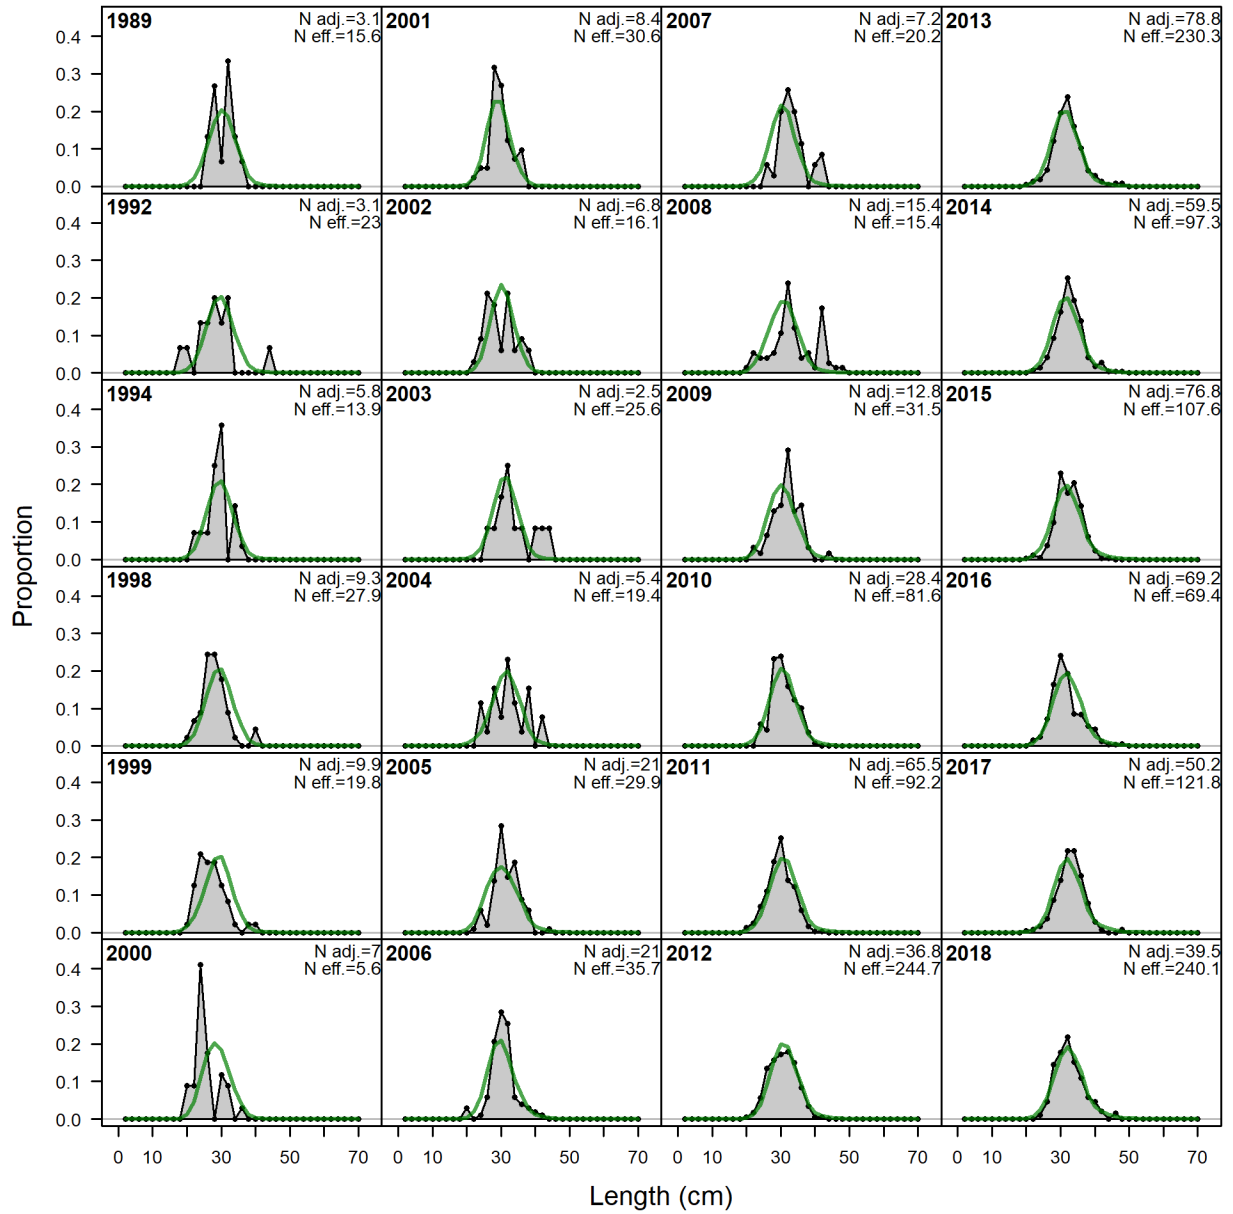 1989 N adj.=3.1
N eff.=15.6
2001 N adj.=8.4
N eff.=30.6
2007 N adj.=7.2
N eff.=20.2
2013 N adj.=78.8
N eff.=230.3
0.4
0.3
0.2
0.1
0.0
1992 N adj.=3.1
N eff.=23
2002 N adj.=6.8
N eff.=16.1
2008 N adj.=15.4
N eff.=15.4
2014 N adj.=59.5
N eff.=97.3
0.4
0.3
0.2
0.1
0.0
1994 N adj.=5.8
N eff.=13.9
2003 N adj.=2.5
N eff.=25.6
2009 N adj.=12.8
N eff.=31.5
2015 N adj.=76.8
N eff.=107.6
0.4
0.3
0.2
0.1
0.0
Proportion
1998 N adj.=9.3
N eff.=27.9
2004 N adj.=5.4
N eff.=19.4
2010 N adj.=28.4
N eff.=81.6
2016 N adj.=69.2
N eff.=69.4
0.4
0.3
0.2
0.1
0.0
1999 N adj.=9.9
N eff.=19.8
2005 N adj.=21
N eff.=29.9
2011 N adj.=65.5
N eff.=92.2
2017 N adj.=50.2
N eff.=121.8
0.4
0.3
0.2
0.1
0.0
2000 N adj.=7
N eff.=5.6
2006 N adj.=21
N eff.=35.7
2012 N adj.=36.8
N eff.=244.7
2018 N adj.=39.5
N eff.=240.1
0.4
0.3
0.2
0.1
0.0
0 10 30 50 70 0 10 30 50 70 0 10 30 50 70 0 10 30 50 70
Length (cm)